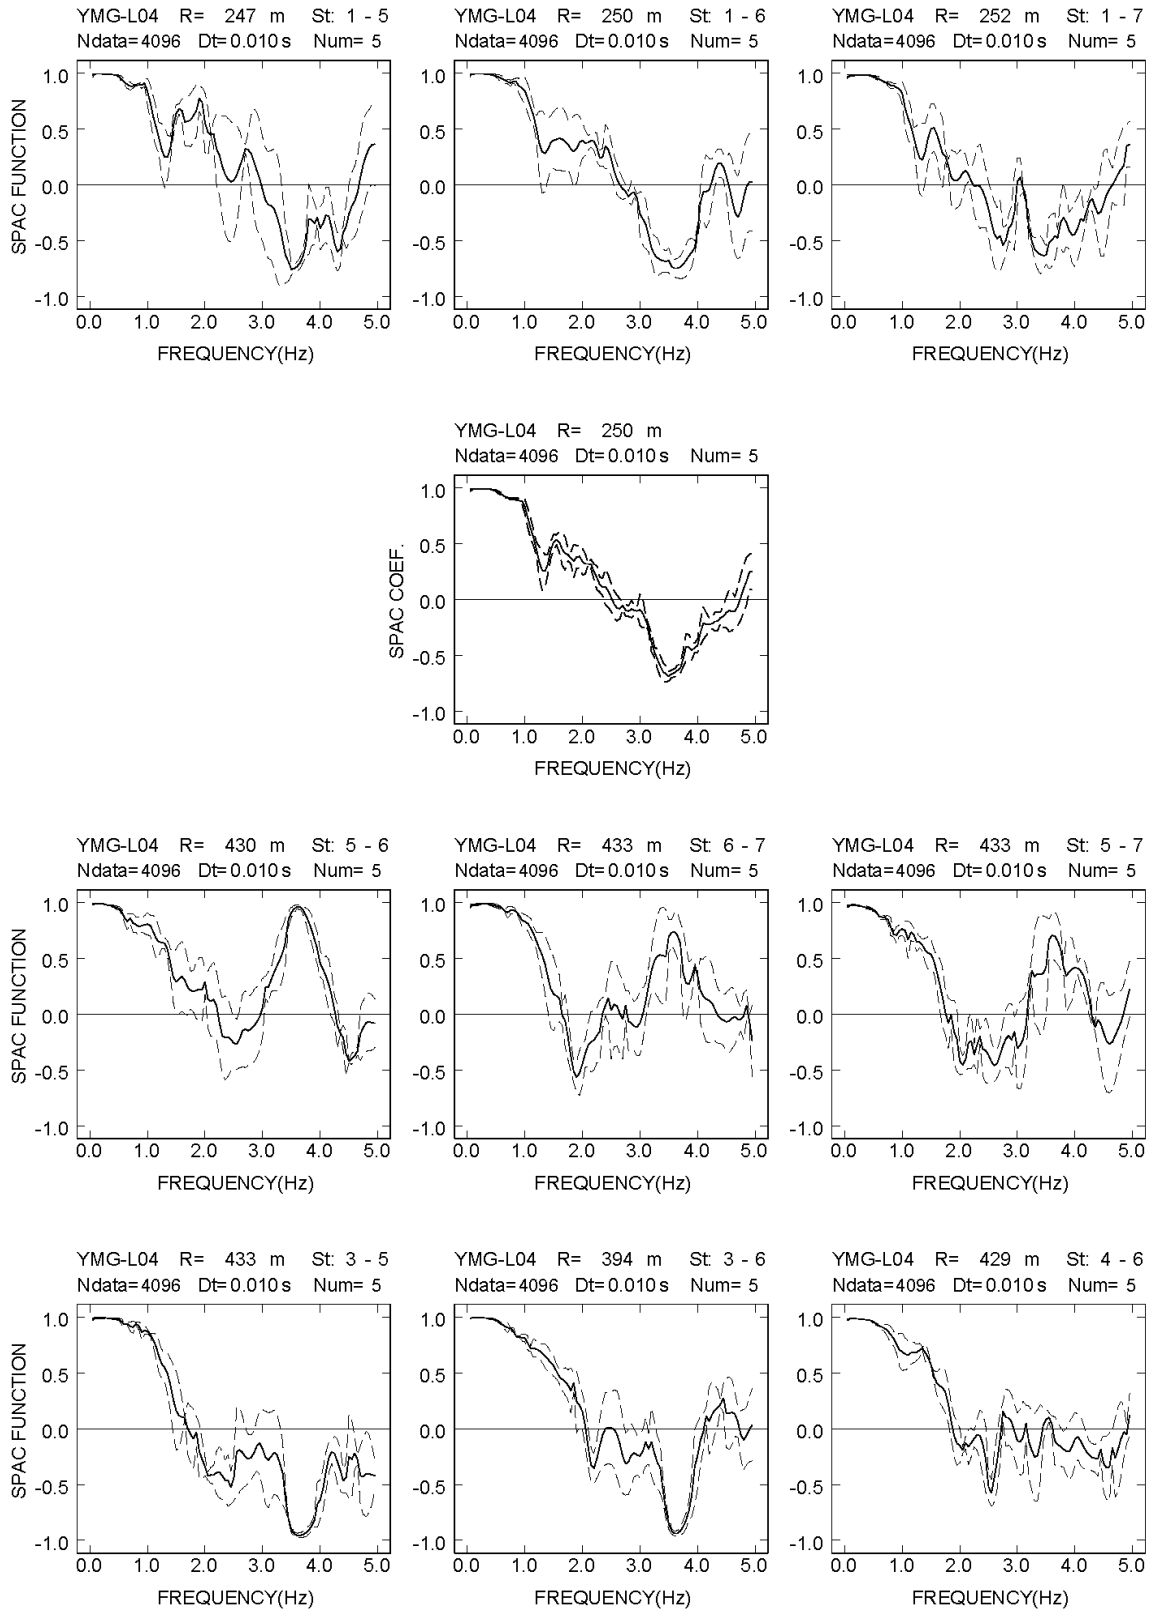 YMG-L04 R= 247 m St: 1 - 5
Ndata=4096 Dt=0.010 s Num= 5
1.0
0.5
0.0
-0.5
-1.0
SPAC FUNCTION
0.0 1.0 2.0 3.0 4.0 5.0
FREQUENCY(Hz)
YMG-L04 R= 250 m St: 1 - 6
Ndata=4096 Dt=0.010 s Num= 5
1.0
0.5
0.0
-0.5
-1.0
0.0 1.0 2.0 3.0 4.0 5.0
FREQUENCY(Hz)
YMG-L04 R= 252 m St: 1 - 7
Ndata=4096 Dt=0.010 s Num= 5
1.0
0.5
0.0
-0.5
-1.0
0.0 1.0 2.0 3.0 4.0 5.0
FREQUENCY(Hz)
YMG-L04 R= 250 m
Ndata=4096 Dt=0.010 s Num= 5
1.0
0.5
0.0
-0.5
-1.0
SPAC COEF.
0.0 1.0 2.0 3.0 4.0 5.0
FREQUENCY(Hz)
YMG-L04 R= 430 m St: 5 - 6
Ndata=4096 Dt=0.010 s Num= 5
1.0
0.5
0.0
-0.5
-1.0
SPAC FUNCTION
0.0 1.0 2.0 3.0 4.0 5.0
FREQUENCY(Hz)
YMG-L04 R= 433 m St: 6 - 7
Ndata=4096 Dt=0.010 s Num= 5
1.0
0.5
0.0
-0.5
-1.0
0.0 1.0 2.0 3.0 4.0 5.0
FREQUENCY(Hz)
YMG-L04 R= 433 m St: 5 - 7
Ndata=4096 Dt=0.010 s Num= 5
1.0
0.5
0.0
-0.5
-1.0
0.0 1.0 2.0 3.0 4.0 5.0
FREQUENCY(Hz)
YMG-L04 R= 433 m St: 3 - 5
Ndata=4096 Dt=0.010 s Num= 5
1.0
0.5
0.0
-0.5
-1.0
SPAC FUNCTION
0.0 1.0 2.0 3.0 4.0 5.0
FREQUENCY(Hz)
YMG-L04 R= 394 m St: 3 - 6
Ndata=4096 Dt=0.010 s Num= 5
1.0
0.5
0.0
-0.5
-1.0
0.0 1.0 2.0 3.0 4.0 5.0
FREQUENCY(Hz)
YMG-L04 R= 429 m St: 4 - 6
Ndata=4096 Dt=0.010 s Num= 5
1.0
0.5
0.0
-0.5
-1.0
0.0 1.0 2.0 3.0 4.0 5.0
FREQUENCY(Hz)